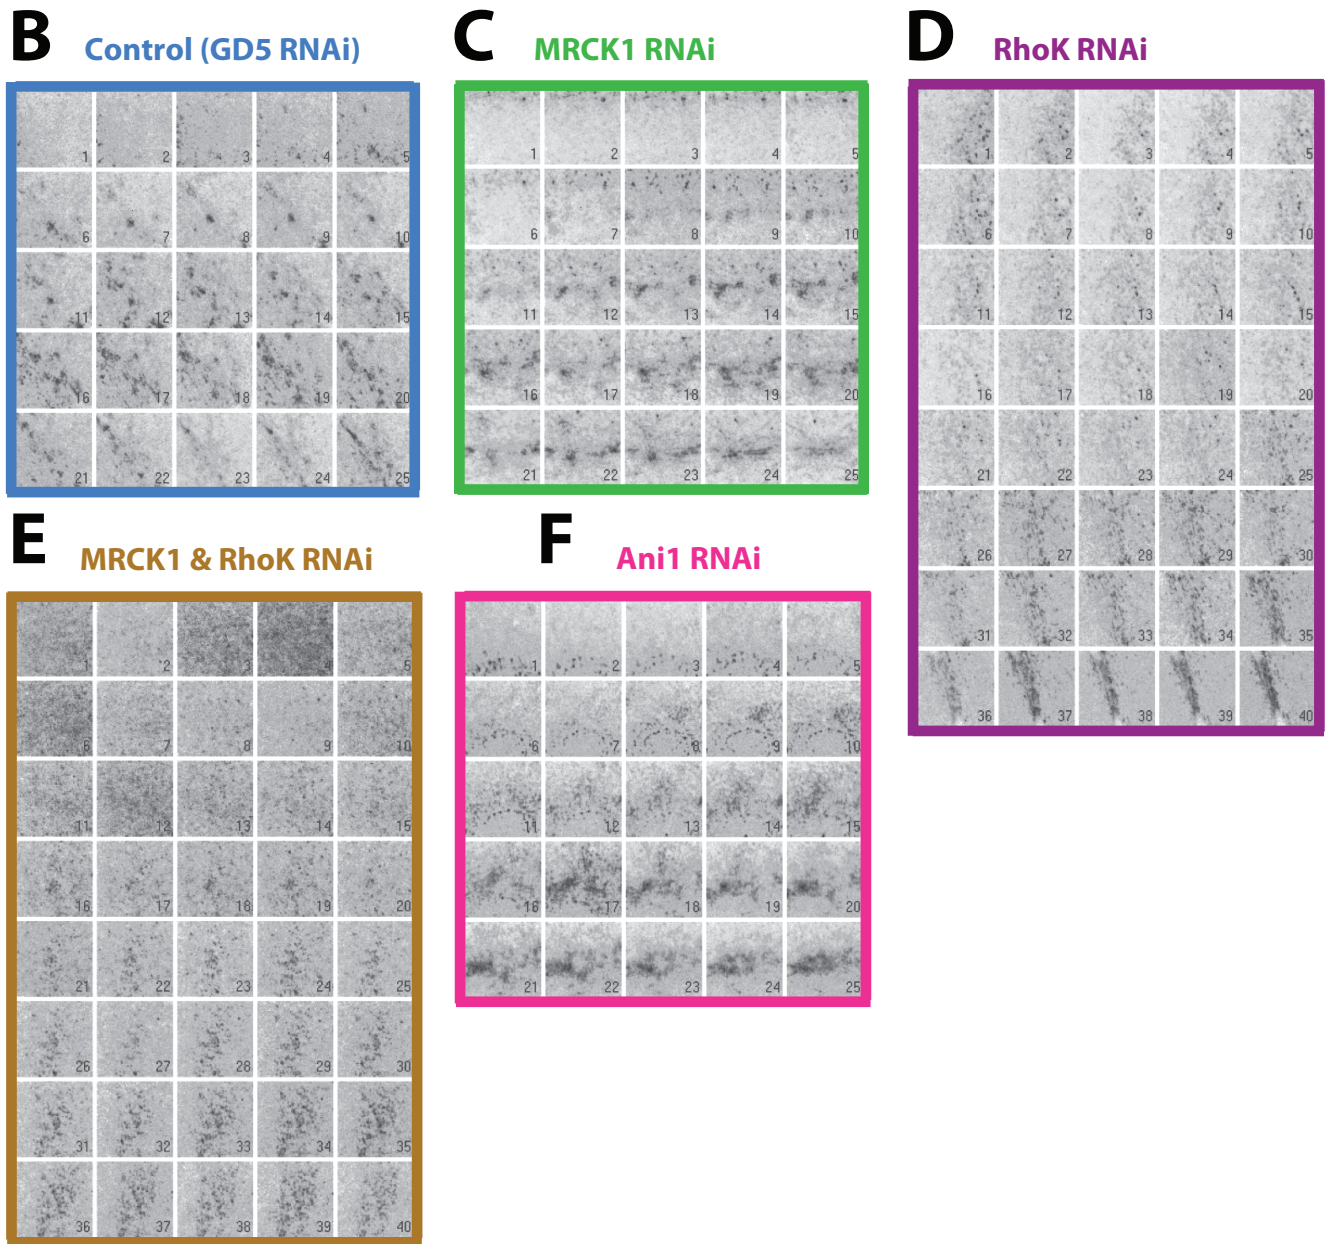 B Control (GD5 RNAi)
1 2 3 4 5
6 7 8 9 10
11 12 13 14 15
16 17 18 19 20
21 22 23 24 25
C MRCK1 RNAi
1 2 3 4 5
6 7 8 9 10
11 12 13 14 15
16 17 18 19 20
21 22 23 24 25
D RhoK RNAi
1 2 3 4 5
6 7 8 9 10
11 12 13 14 15
16 17 18 19 20
21 22 23 24 25
26 27 28 29 30
31 32 33 34 35
36 37 38 39 40
E MRCK1 & RhoK RNAi
1 2 3 4 5
6 7 8 9 10
11 12 13 14 15
16 17 18 19 20
21 22 23 24 25
26 27 28 29 30
31 32 33 34 35
36 37 38 39 40
F Ani1 RNAi
1 2 3 4 5
6 7 8 9 10
11 12 13 14 15
16 17 18 19 20
21 22 23 24 25